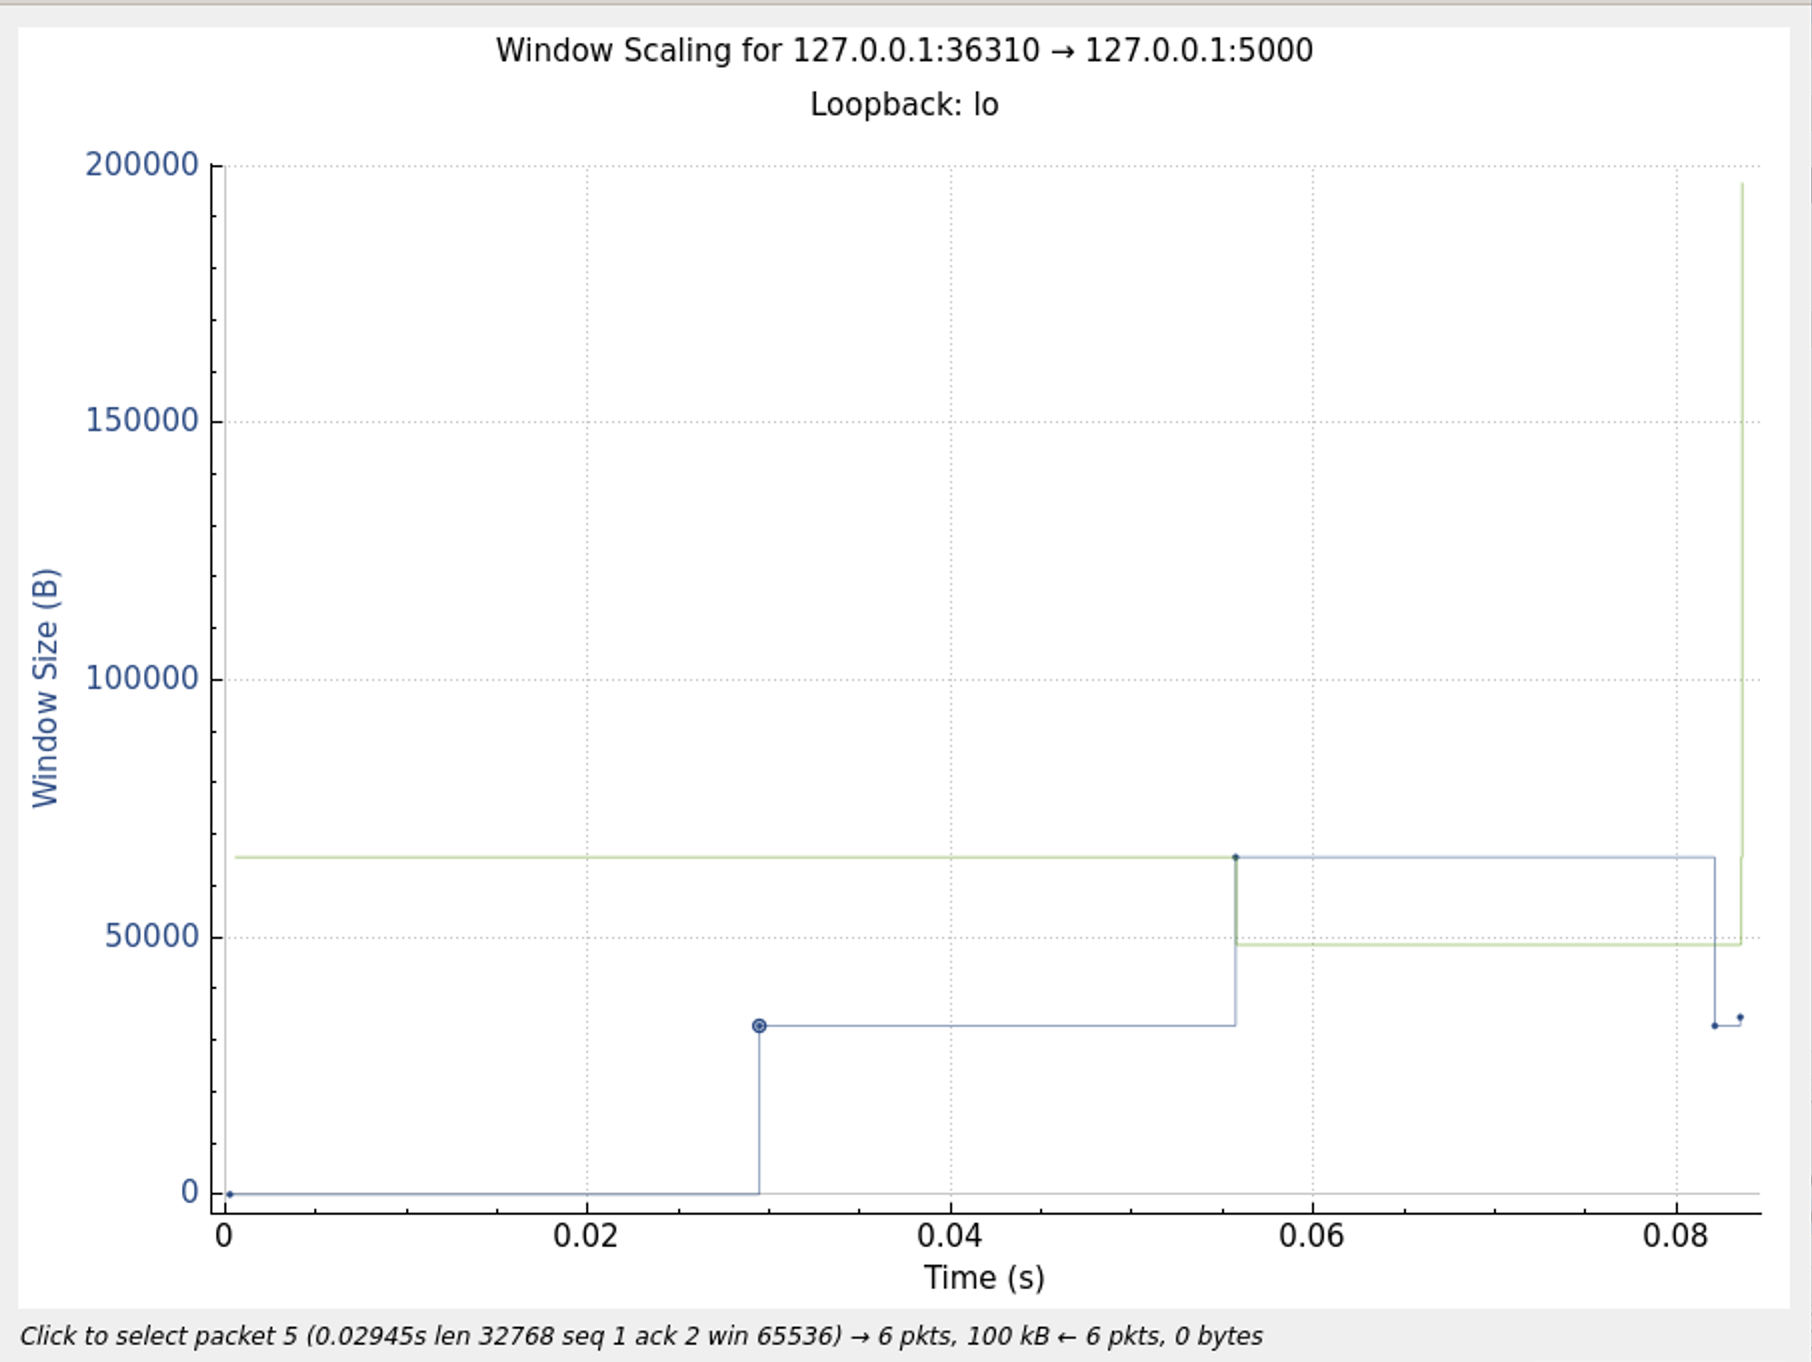 Window Scaling for 127.0.0.1:36310 → 127.0.0.1:5000
Loopback: lo
200000
150000
100000
50000
0
Window Size (B)
0 0.02 0.04 0.06 0.08
Time (s)
Click to select packet 5 (0.02945s len 32768 seq 1 ack 2 win 65536) → 6 pkts, 100 kB ← 6 pkts, 0 bytes